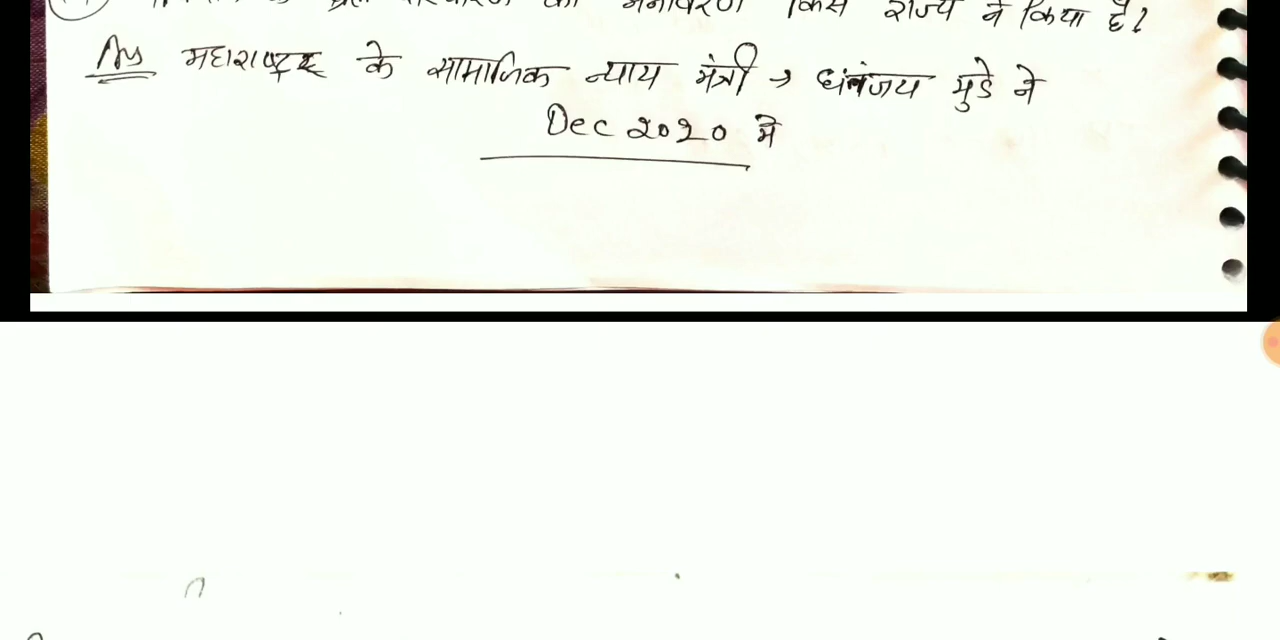 किस राज्य ने किया है?
Ans महाराष्ट्र के सामाजिक न्याय मंत्री → धनंजय मुंडे ने
Dec 2020 में